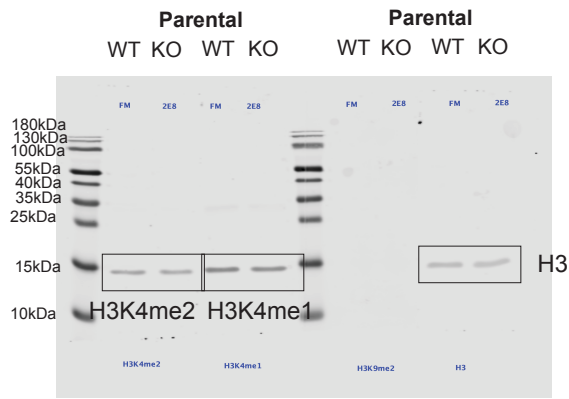 Parental Parental
WT KO WT KO WT KO WT KO
FM 2E8 FM 2E8 FM 2E8 FM 2E8
180kDa
130kDa
100kDa
55kDa
40kDa
35kDa
25kDa
15kDa
H3
10kDa
H3K4me2 H3K4me1
H3K4me2 H3K4me1 H3K9me2 H3